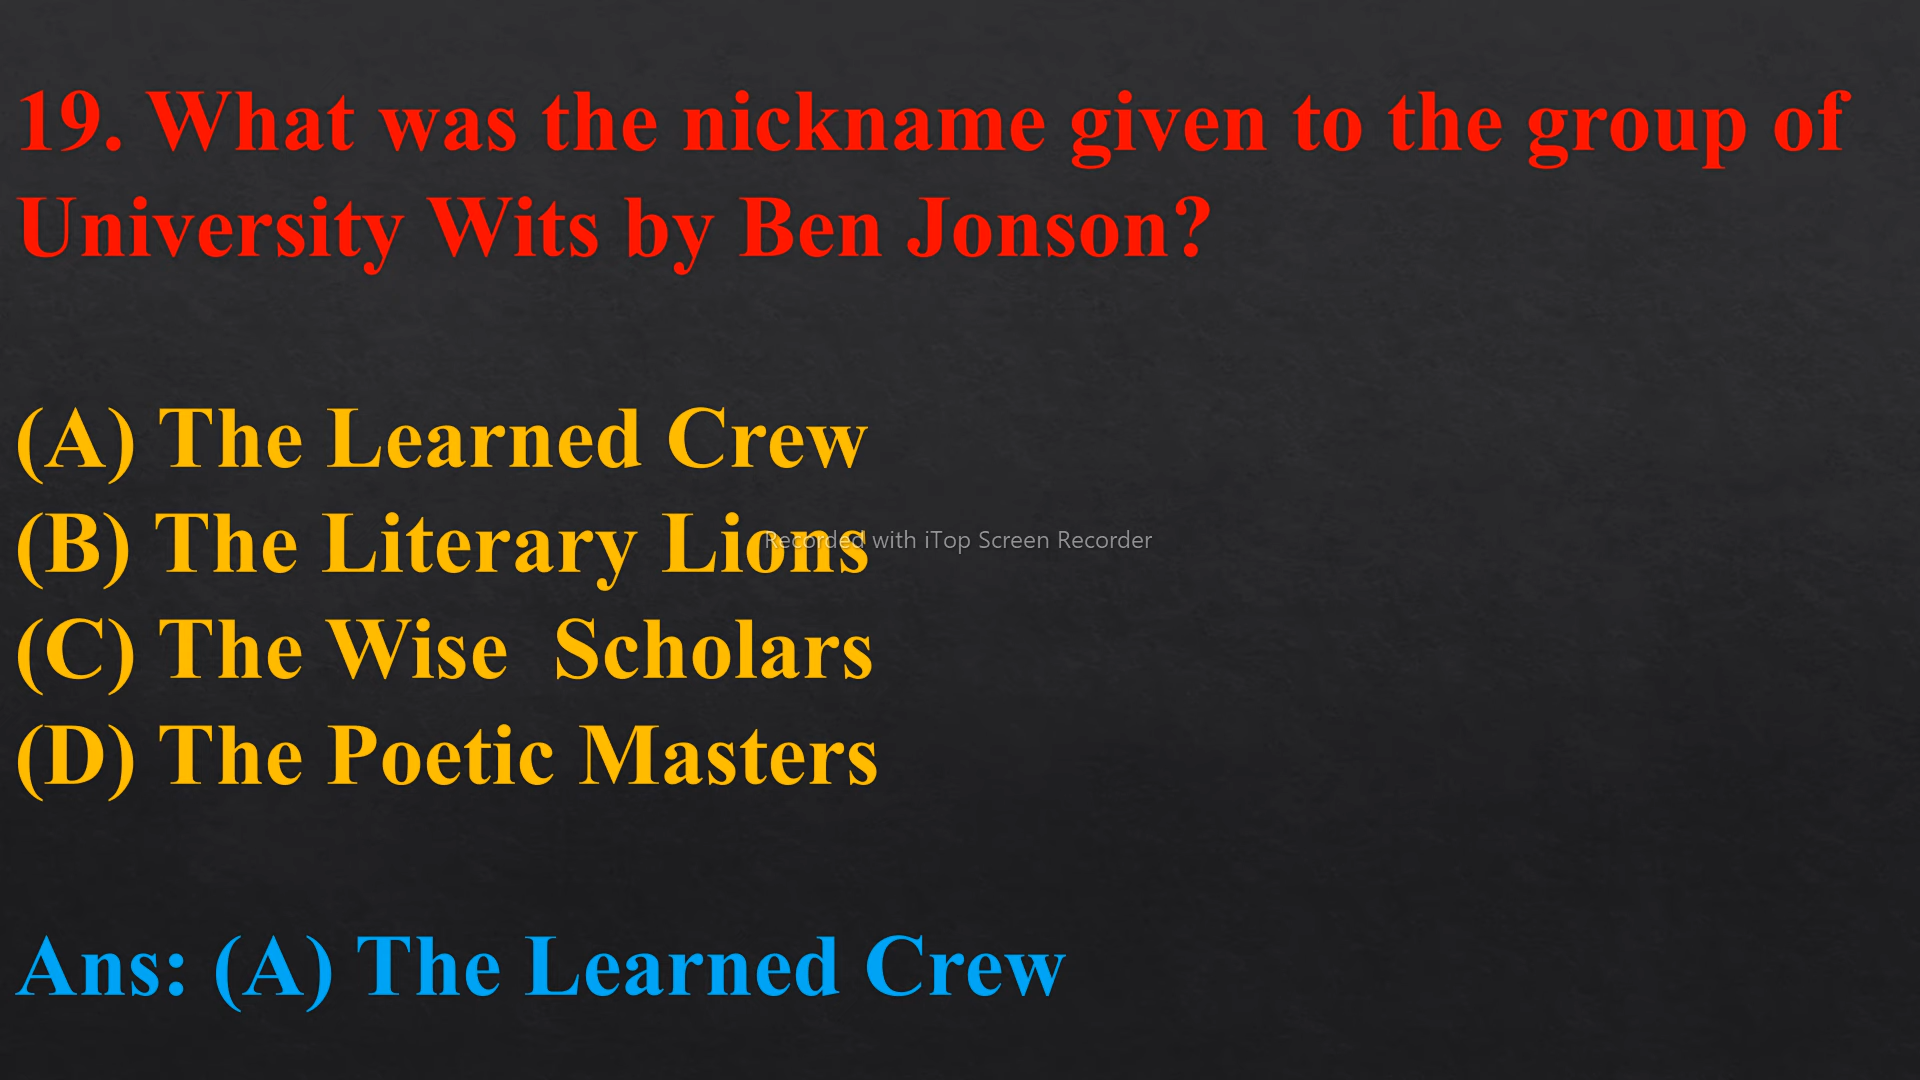 19. What was the nickname given to the group of
University Wits by Ben Jonson?
(A) The Learned Crew
(B) The Literary Lions
Recorded with iTop Screen Recorder
(C) The Wise  Scholars
(D) The Poetic Masters
Ans: (A) The Learned Crew